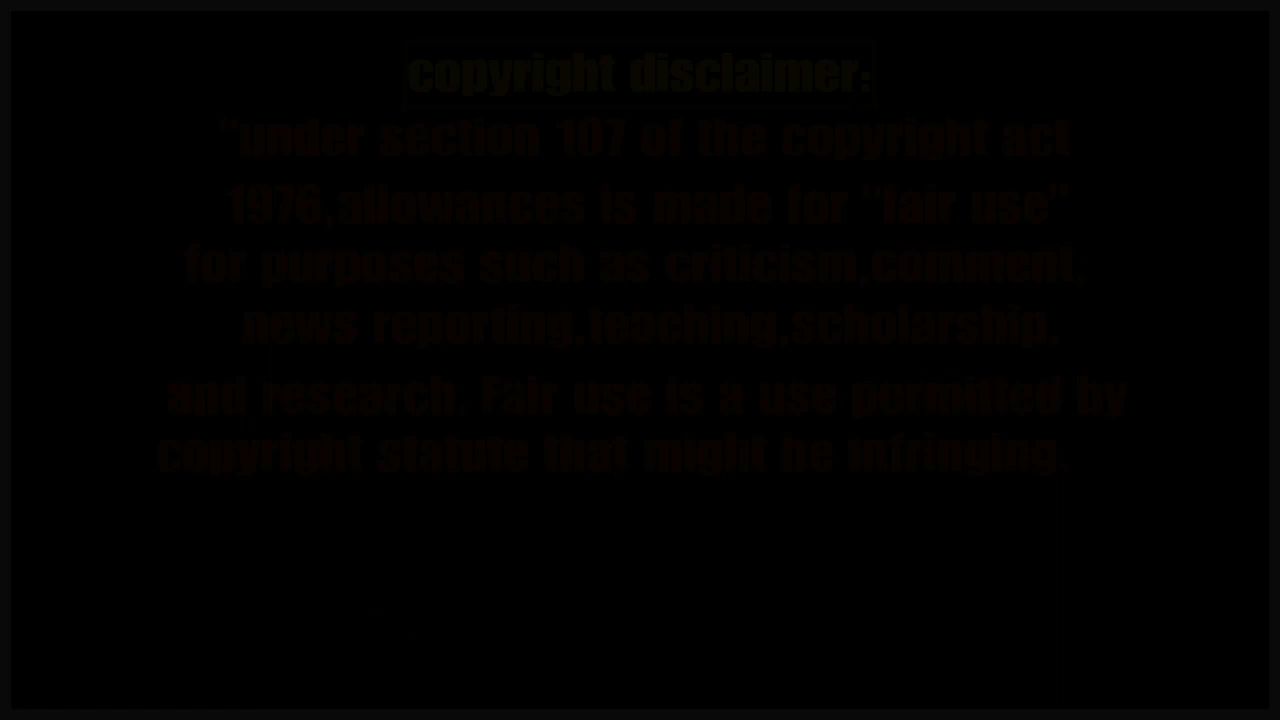 copyright disclaimer:
"under section 107 of the copyright act
1976,allowances is made for "fair use"
for purposes such as criticism,comment,
news reporting,teaching,scholarship,
and research. Fair use is a use permitted by
copyright statute that might be infringing.